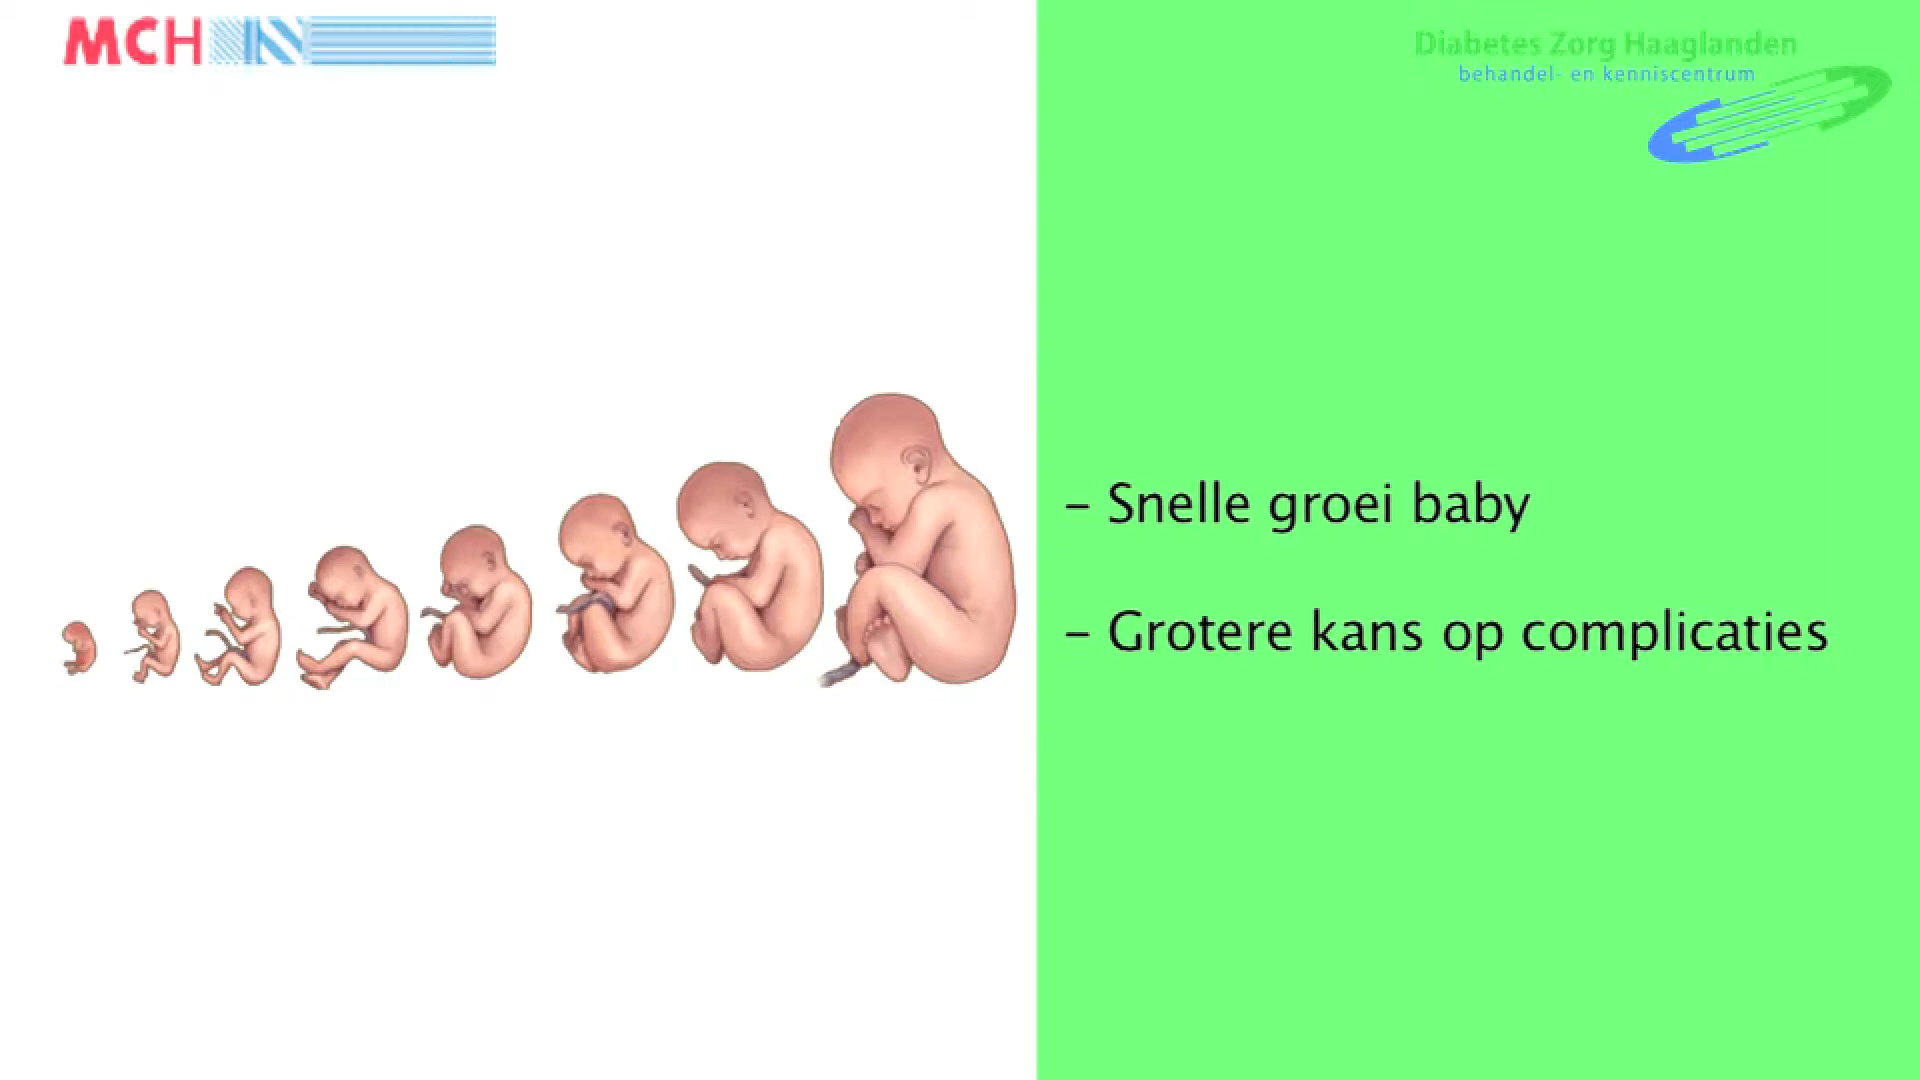 MCH
Diabetes Zorg Haaglanden
behandel- en kenniscentrum
– Snelle groei baby
– Grotere kans op complicaties